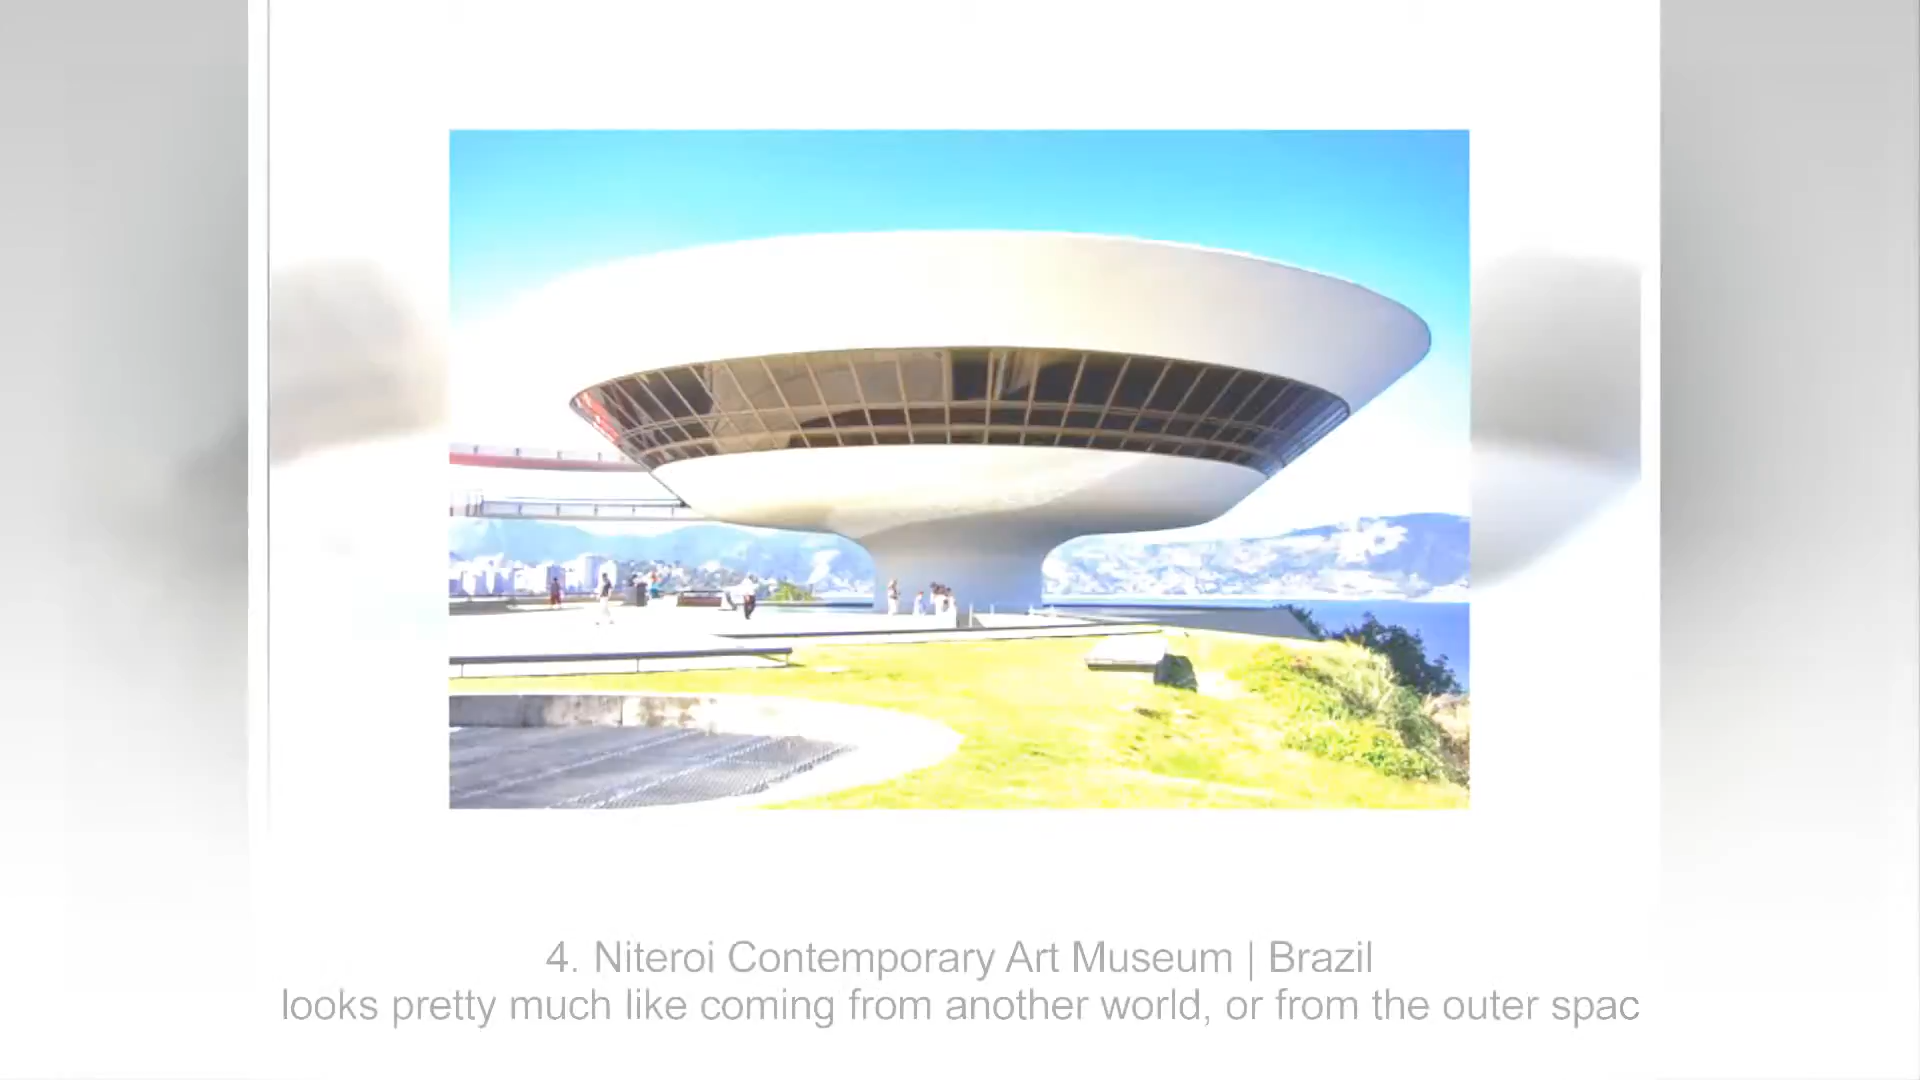 4. Niteroi Contemporary Art Museum | Brazil
looks pretty much like coming from another world, or from the outer spac